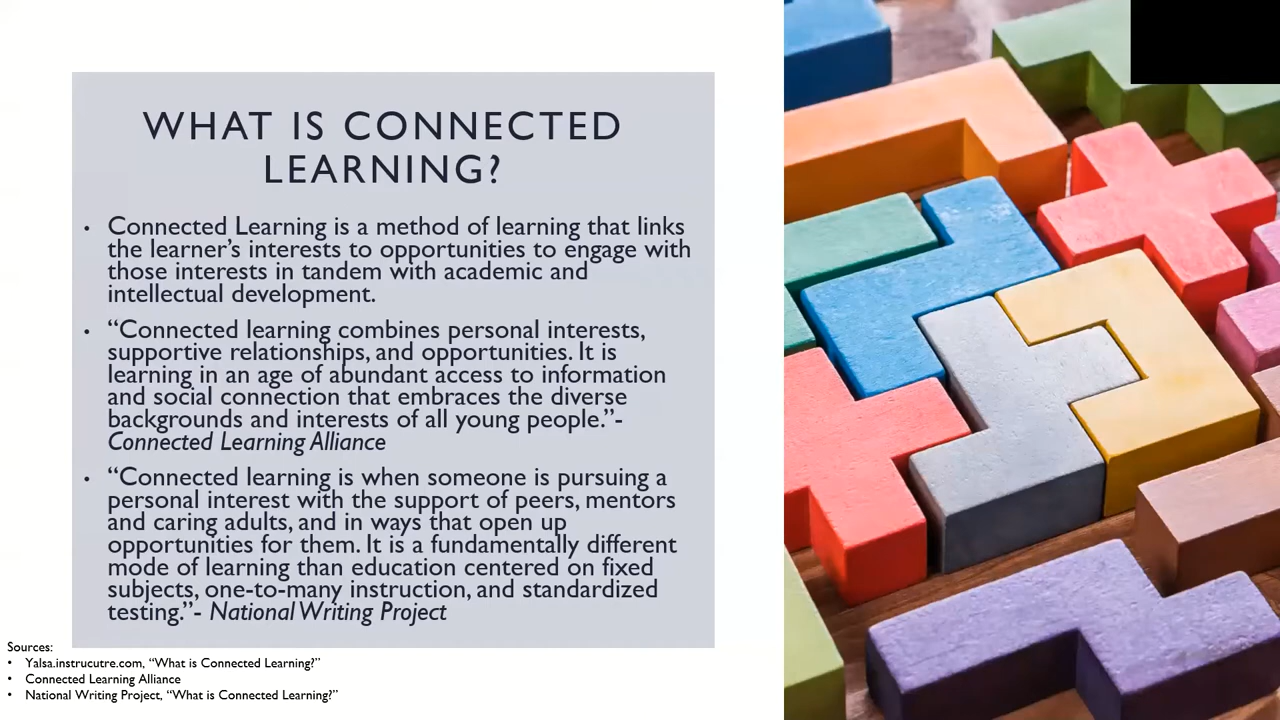 WHAT IS CONNECTED
LEARNING?
• Connected Learning is a method of learning that links
the learner’s interests to opportunities to engage with
those interests in tandem with academic and
intellectual development.
• “Connected learning combines personal interests,
supportive relationships, and opportunities. It is
learning in an age of abundant access to information
and social connection that embraces the diverse
backgrounds and interests of all young people.”-
Connected Learning Alliance
• “Connected learning is when someone is pursuing a
personal interest with the support of peers, mentors
and caring adults, and in ways that open up
opportunities for them. It is a fundamentally different
mode of learning than education centered on fixed
subjects, one-to-many instruction, and standardized
testing.”- National Writing Project
Sources:
• Yalsa.instrucutre.com, “What is Connected Learning?”
• Connected Learning Alliance
• National Writing Project, “What is Connected Learning?”